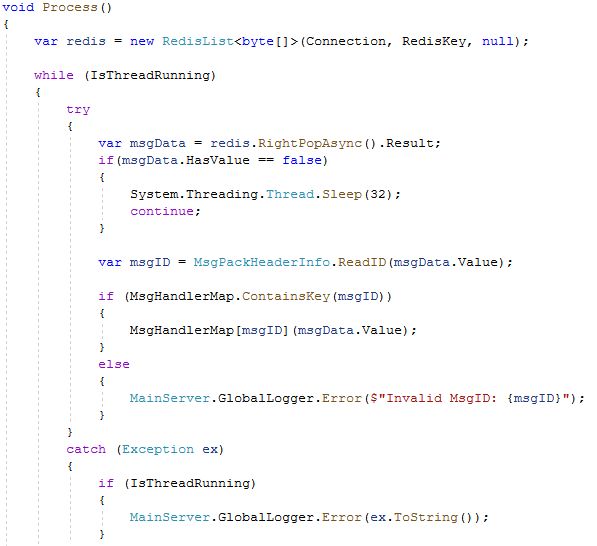 void Process()
{
    var redis = new RedisList<byte[]>(Connection, RedisKey, null);

    while (IsThreadRunning)
    {
        try
        {
            var msgData = redis.RightPopAsync().Result;
            if(msgData.HasValue == false)
            {
                System.Threading.Thread.Sleep(32);
                continue;
            }

            var msgID = MsgPackHeaderInfo.ReadID(msgData.Value);

            if (MsgHandlerMap.ContainsKey(msgID))
            {
                MsgHandlerMap[msgID](msgData.Value);
            }
            else
            {
                MainServer.GlobalLogger.Error($"Invalid MsgID: {msgID}");
            }
        }
        catch (Exception ex)
        {
            if (IsThreadRunning)
            {
                MainServer.GlobalLogger.Error(ex.ToString());
            }